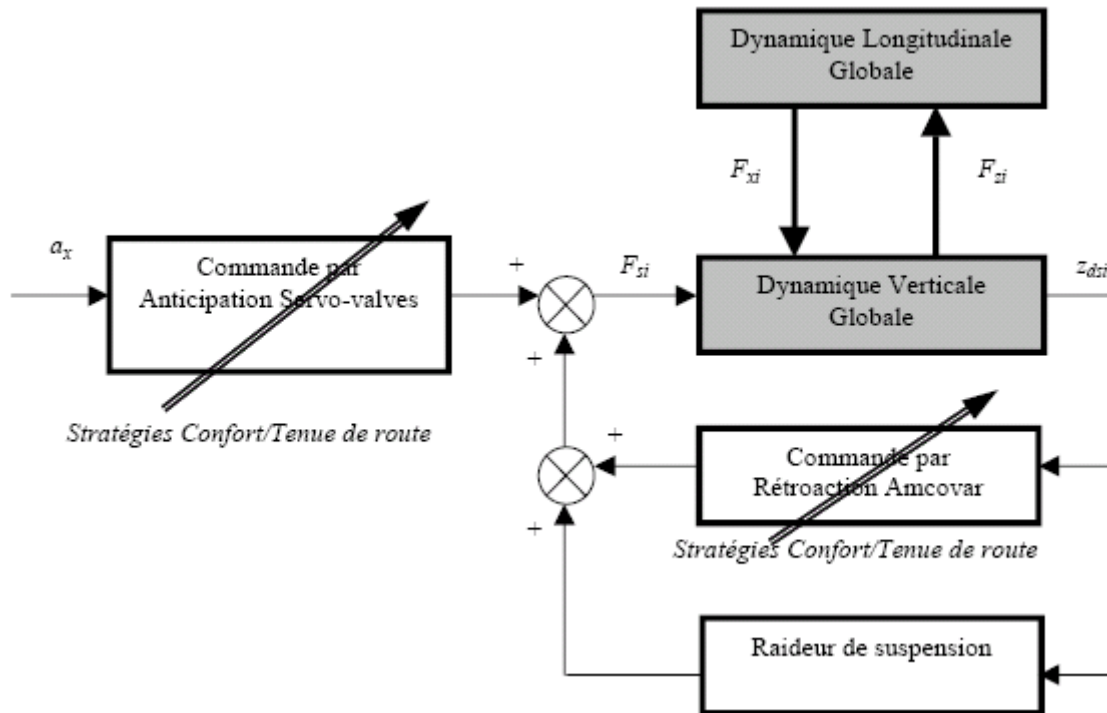 Dynamique Longitudinale
Globale
F_xi
F_zi
a_x
Commande par
Anticipation Servo-valves
+
F_si
Dynamique Verticale
Globale
z_dsi
+
Stratégies Confort/Tenue de route
+
Commande par
Rétroaction Amcovar
+
Stratégies Confort/Tenue de route
Raideur de suspension